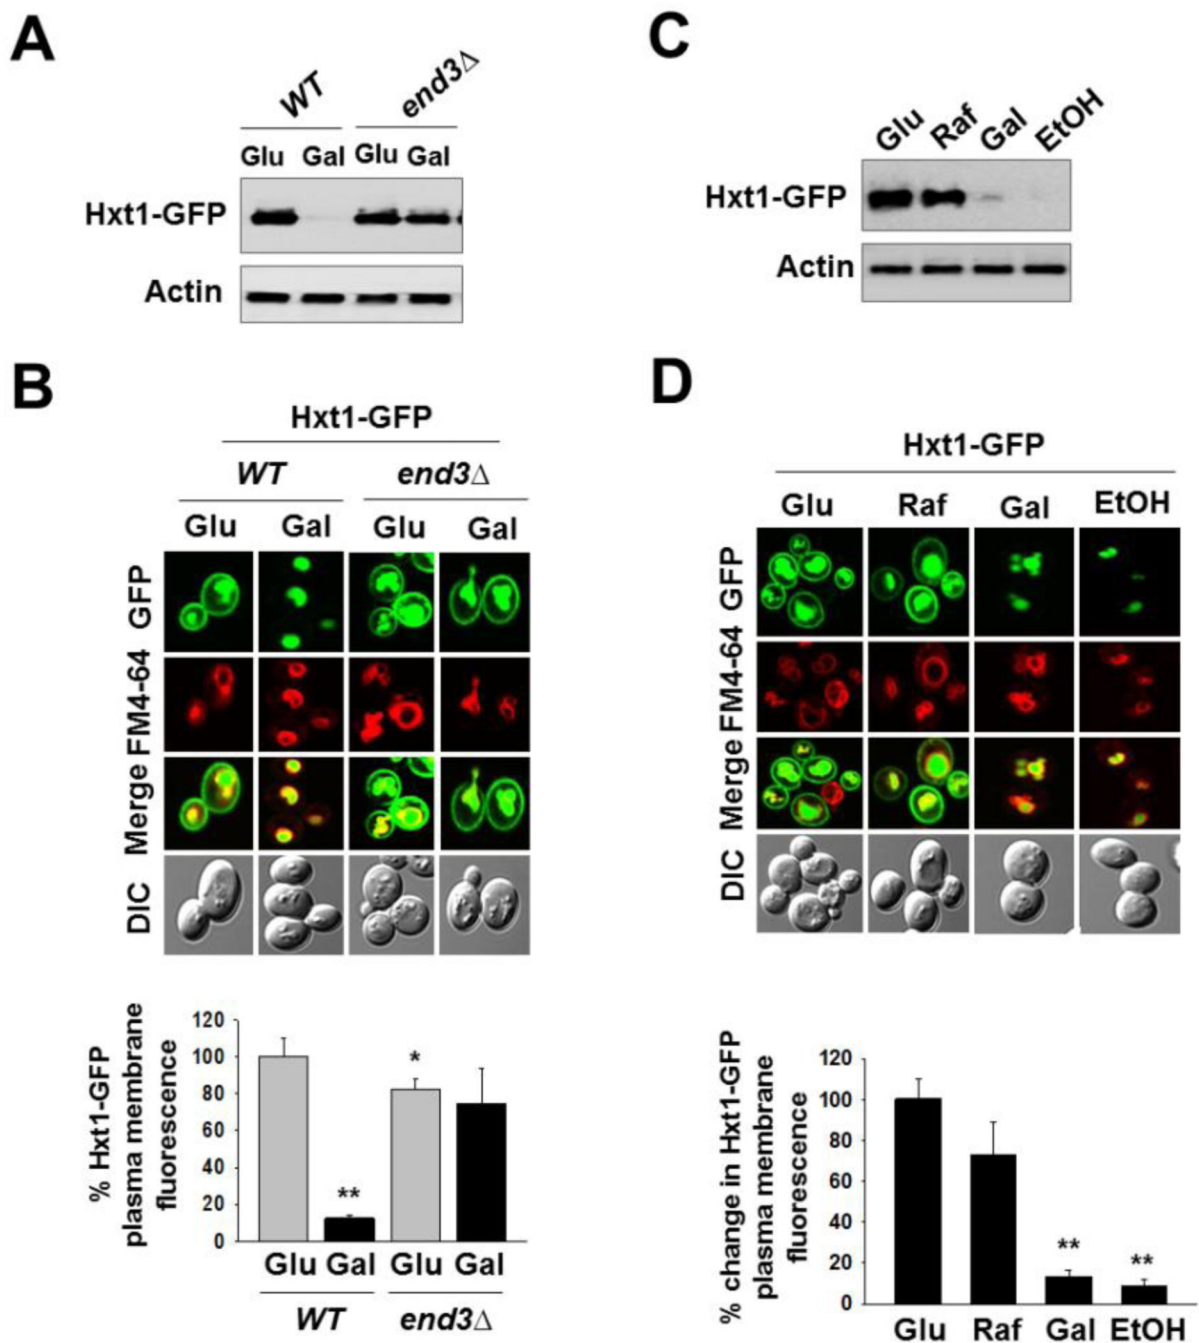 A
WT end3Δ
Glu Gal Glu Gal
Hxt1-GFP
Actin
C
Glu Raf Gal EtOH
Hxt1-GFP
Actin
B
Hxt1-GFP
WT end3Δ
Glu Gal Glu Gal
GFP
FM4-64
Merge
DIC
% Hxt1-GFP
plasma membrane
fluorescence
120
100
80
60
40
20
0
*
**
Glu Gal Glu Gal
WT end3Δ
D
Hxt1-GFP
Glu Raf Gal EtOH
GFP
FM4-64
Merge
DIC
% change in Hxt1-GFP
plasma membrane
fluorescence
120
100
80
60
40
20
0
** **
Glu Raf Gal EtOH